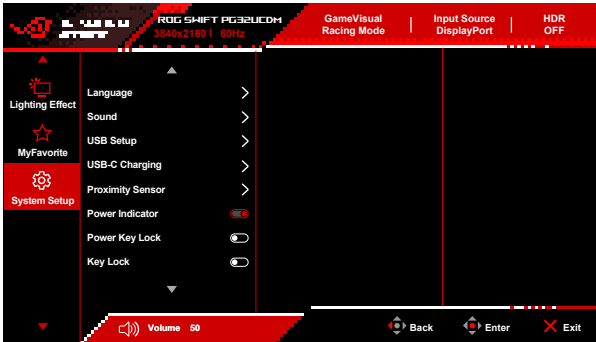 ROG SWIFT PG32UCDM
3840x2160 | 60Hz
GameVisual
Racing Mode
Input Source
DisplayPort
HDR
OFF
Lighting Effect
MyFavorite
System Setup
Language
Sound
USB Setup
USB-C Charging
Proximity Sensor
Power Indicator
Power Key Lock
Key Lock
Volume 50
Back
Enter
Exit